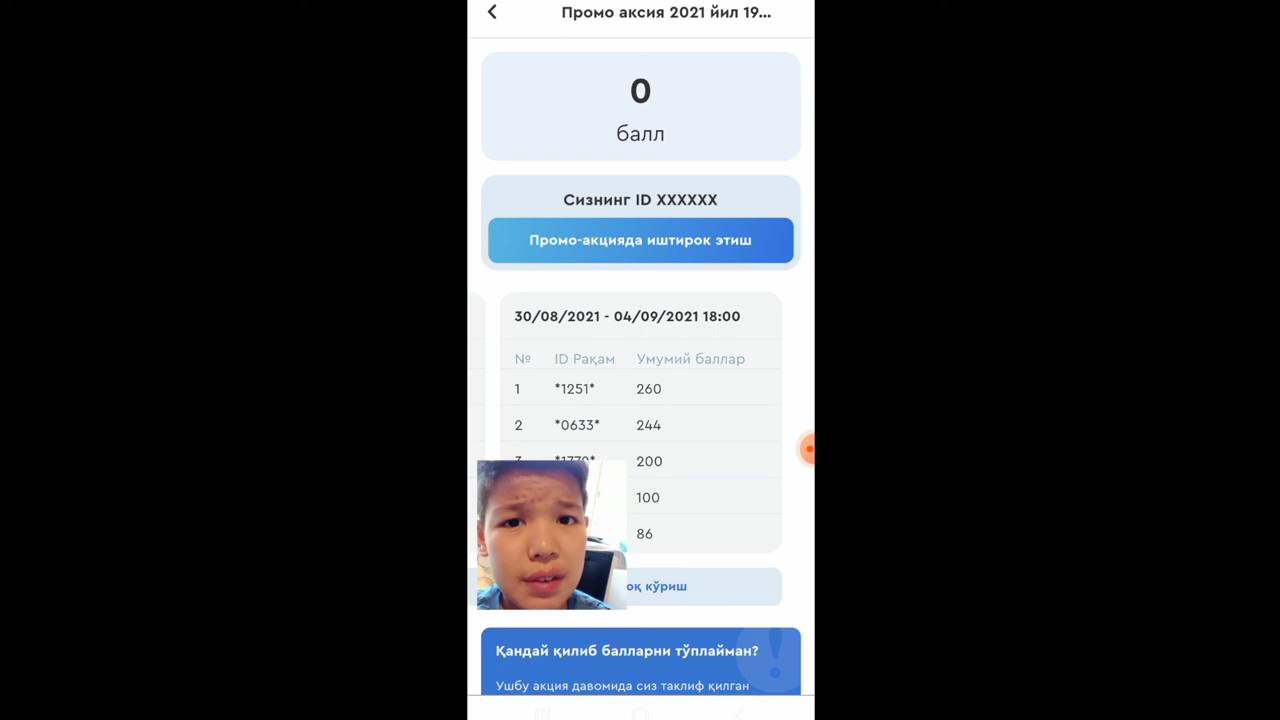 Промо аксия 2021 йил 19...
0
балл
Сизнинг ID XXXXXX
Промо-акцияда иштирок этиш
30/08/2021 - 04/09/2021 18:00
№ ID Рақам Умумий баллар
1 *1251* 260
2 *0633* 244
200
100
86
кўриш
Қандай қилиб балларни тўплайман?
Ушбу акция давомида сиз таклиф қилган